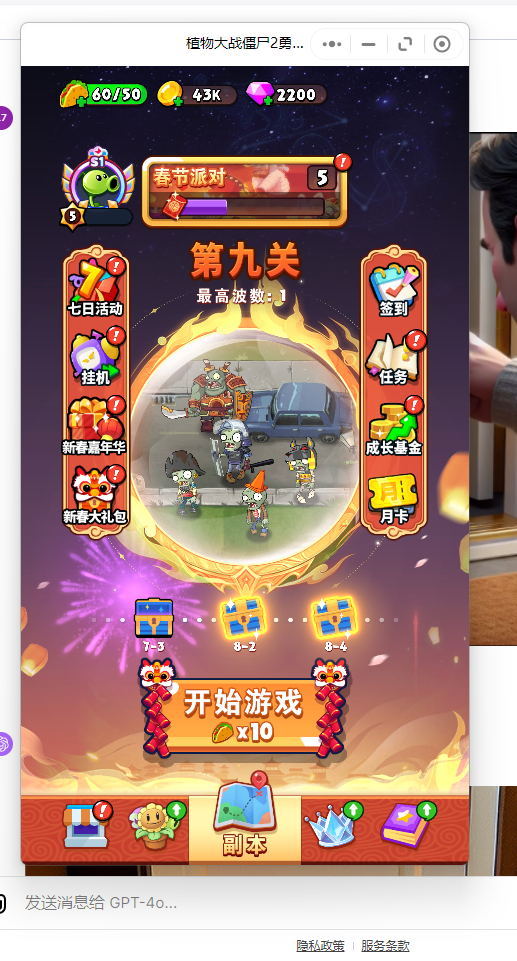 植物大战僵尸2勇...
60/50
43K
2200
S1
5
春节派对
5
第九关
最高波数: 1
七日活动
签到
挂机
任务
新春嘉年华
成长基金
新春大礼包
月
月卡
7-3
8-2
8-4
开始游戏
x10
副本
发送消息给 GPT-4o...
隐私政策
服务条款